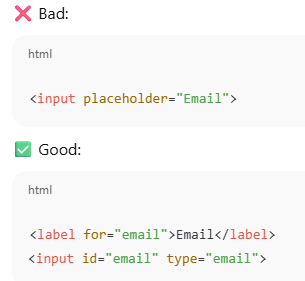 ❌ Bad:
html
<input placeholder="Email">
✅ Good:
html
<label for="email">Email</label>
<input id="email" type="email">